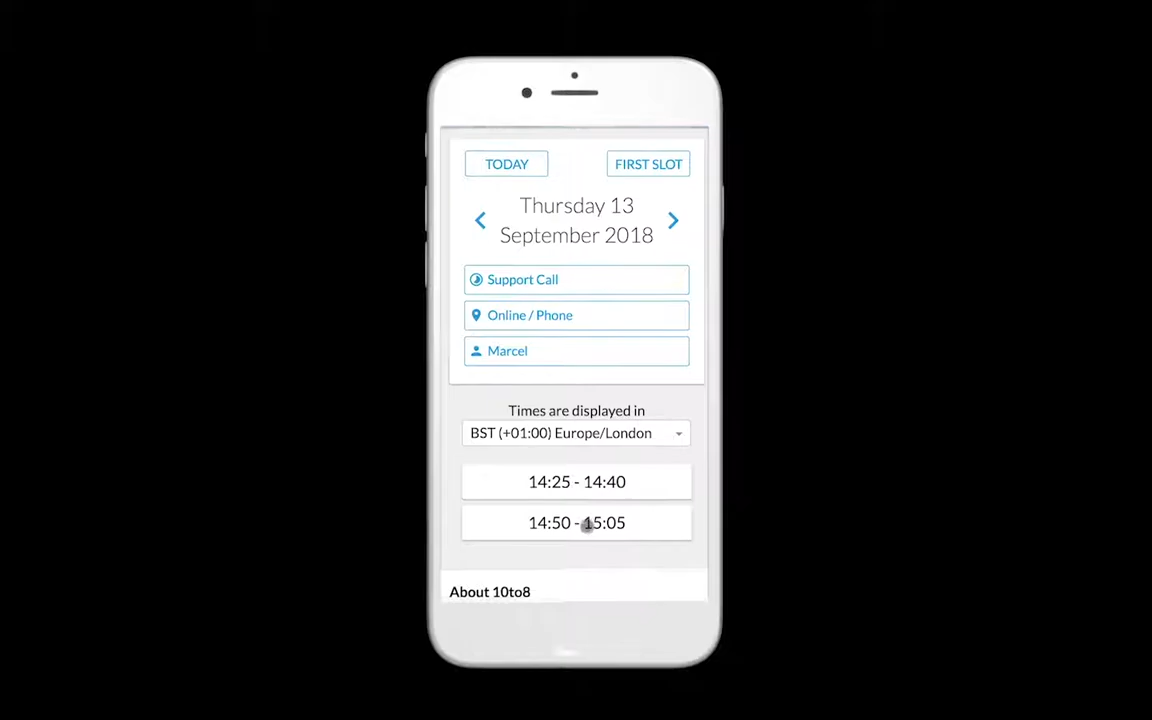 TODAY
FIRST SLOT
Thursday 13
September 2018
Support Call
Online / Phone
Marcel
Times are displayed in
BST (+01:00) Europe/London
14:25 - 14:40
14:50 - 15:05
About 10to8